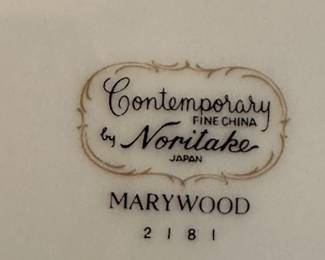 Contemporary
FINE CHINA
by Noritake
JAPAN
MARYWOOD
2181